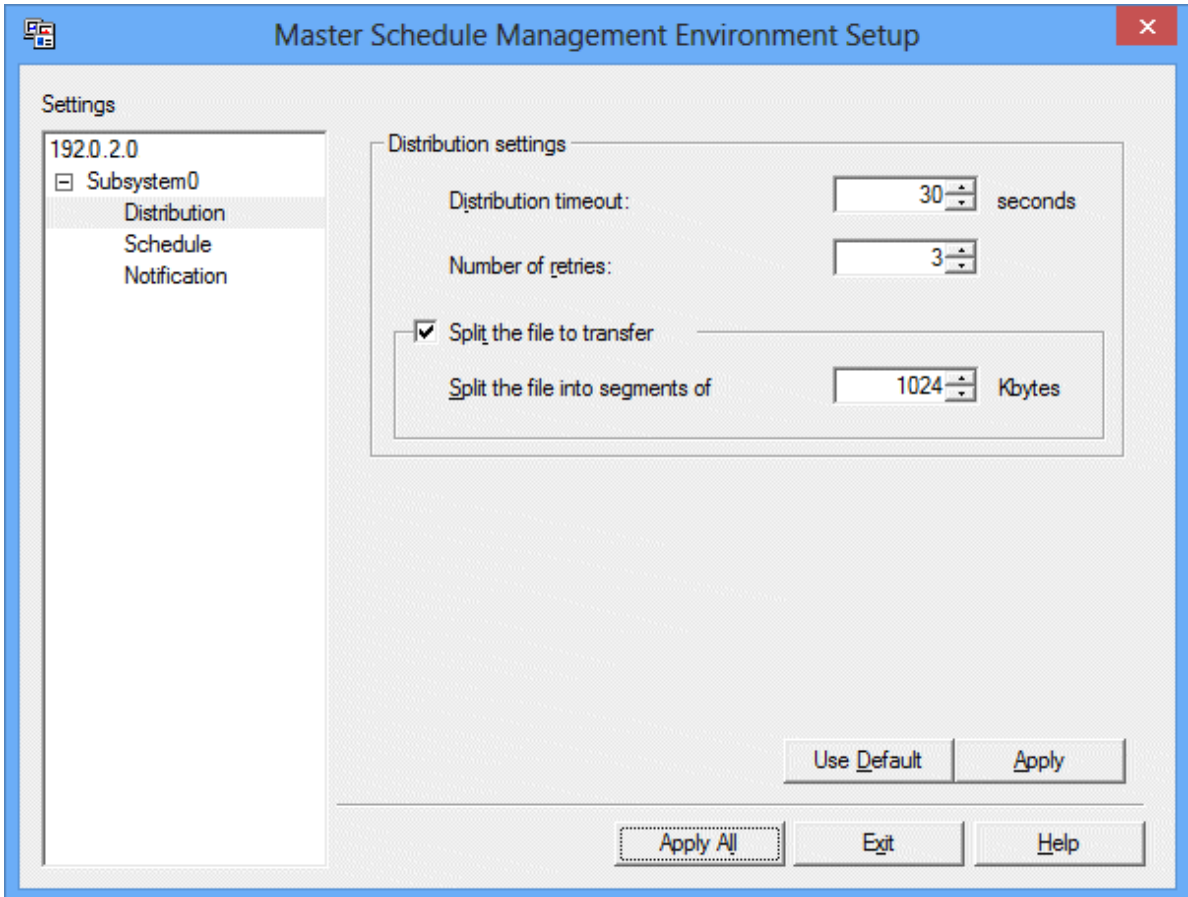 Master Schedule Management Environment Setup
Settings
192.0.2.0
Subsystem0
Distribution
Schedule
Notification
Distribution settings
Distribution timeout: 30 seconds
Number of retries: 3
Split the file to transfer
Split the file into segments of 1024 Kbytes
Use Default Apply
Apply All Exit Help